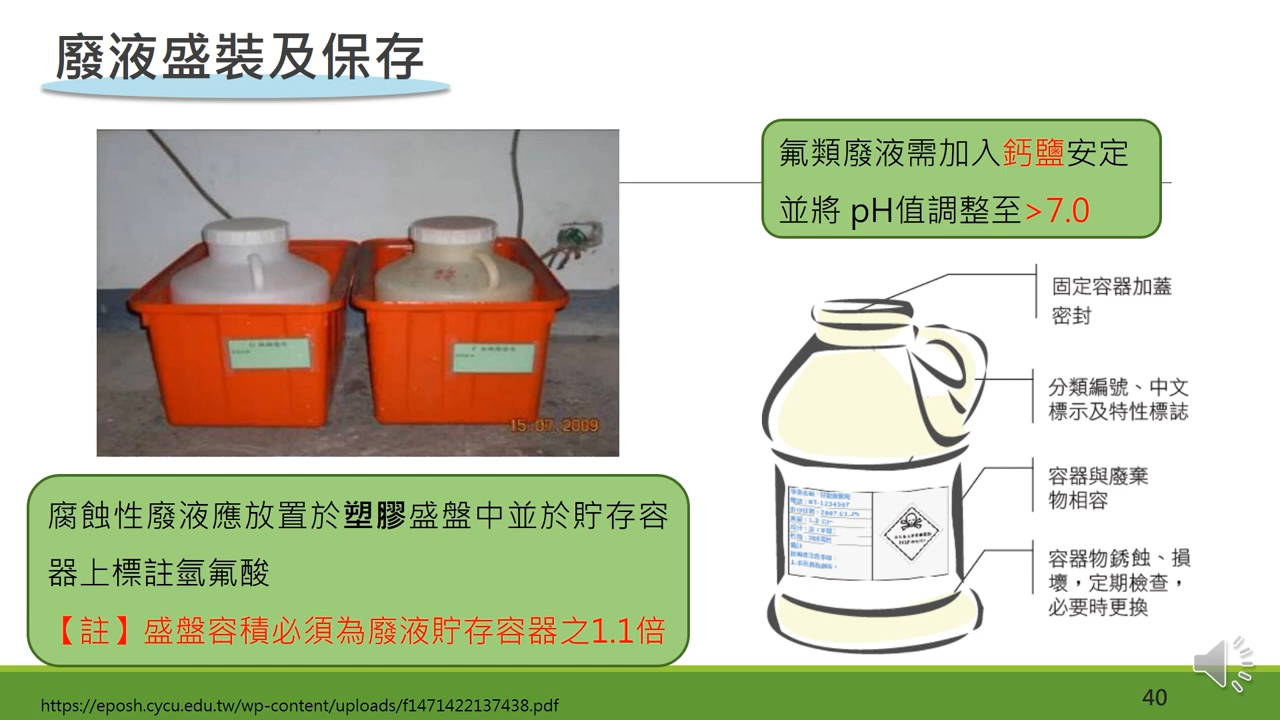 廢液盛裝及保存
氟類廢液需加入鈣鹽安定
並將 pH值調整至>7.0
固定容器加蓋
密封
分類編號、中文
標示及特性標誌
容器與廢棄
物相容
容器物銹蝕、損
壞，定期檢查，
必要時更換
15.07.2009
腐蝕性廢液應放置於塑膠盛盤中並於貯存容
器上標註氫氟酸
【註】盛盤容積必須為廢液貯存容器之1.1倍
https://eposh.cycu.edu.tw/wp-content/uploads/f1471422137438.pdf
40